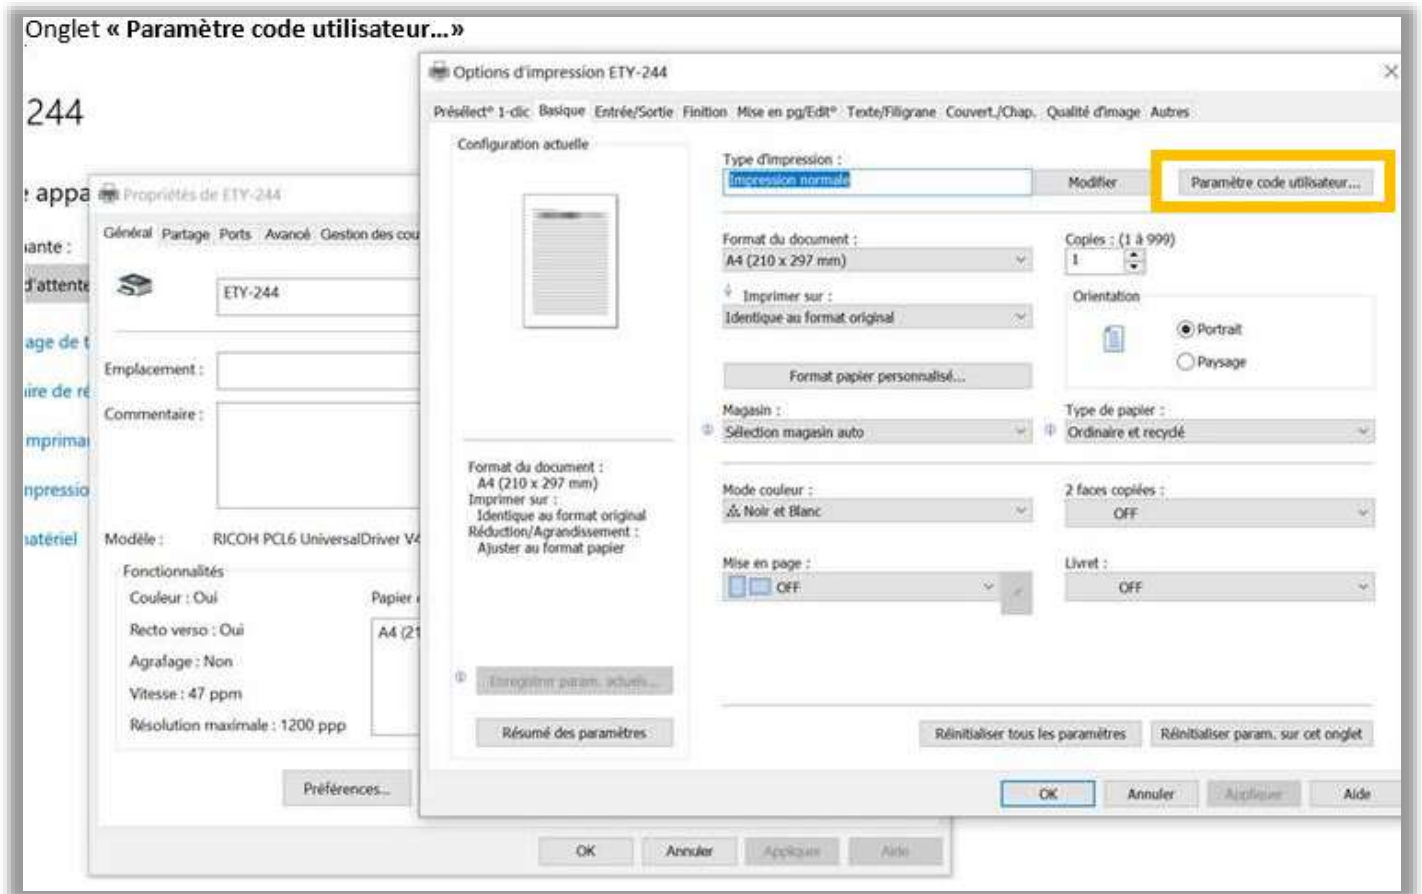 Onglet « Paramètre code utilisateur...»
244
appa
ante :
d'attente
age de t
ire de ré
mprima
npressio
atériel
Propriétés de ETY-244
Général Partage Ports Avancé Gestion des cou
ETY-244
Emplacement :
Commentaire :
Modèle : RICOH PCL6 UniversalDriver V4
Fonctionnalités
Couleur : Oui
Papier
Recto verso : Oui
A4 (21
Agrafage : Non
Vitesse : 47 ppm
Résolution maximale : 1200 ppp
Préférences...
OK Annuler Appliquer Aide
Options d'impression ETY-244
Présélect° 1-clic Basique Entrée/Sortie Finition Mise en pg/Edit° Texte/Filigrane Couvert./Chap. Qualité d'image Autres
Configuration actuelle
Format du document :
A4 (210 x 297 mm)
Imprimer sur :
Identique au format original
Réduction/Agrandissement :
Ajuster au format papier
Enregistrer param. actuels...
Résumé des paramètres
Type d'impression :
Impression normale
Modifier
Paramètre code utilisateur...
Format du document :
A4 (210 x 297 mm)
Copies : (1 à 999)
1
Imprimer sur :
Identique au format original
Orientation
Portrait
Paysage
Format papier personnalisé...
Magasin :
Sélection magasin auto
Type de papier :
Ordinaire et recyclé
Mode couleur :
Noir et Blanc
2 faces copiées :
OFF
Mise en page :
OFF
Livret :
OFF
Réinitialiser tous les paramètres
Réinitialiser param. sur cet onglet
OK Annuler Appliquer Aide